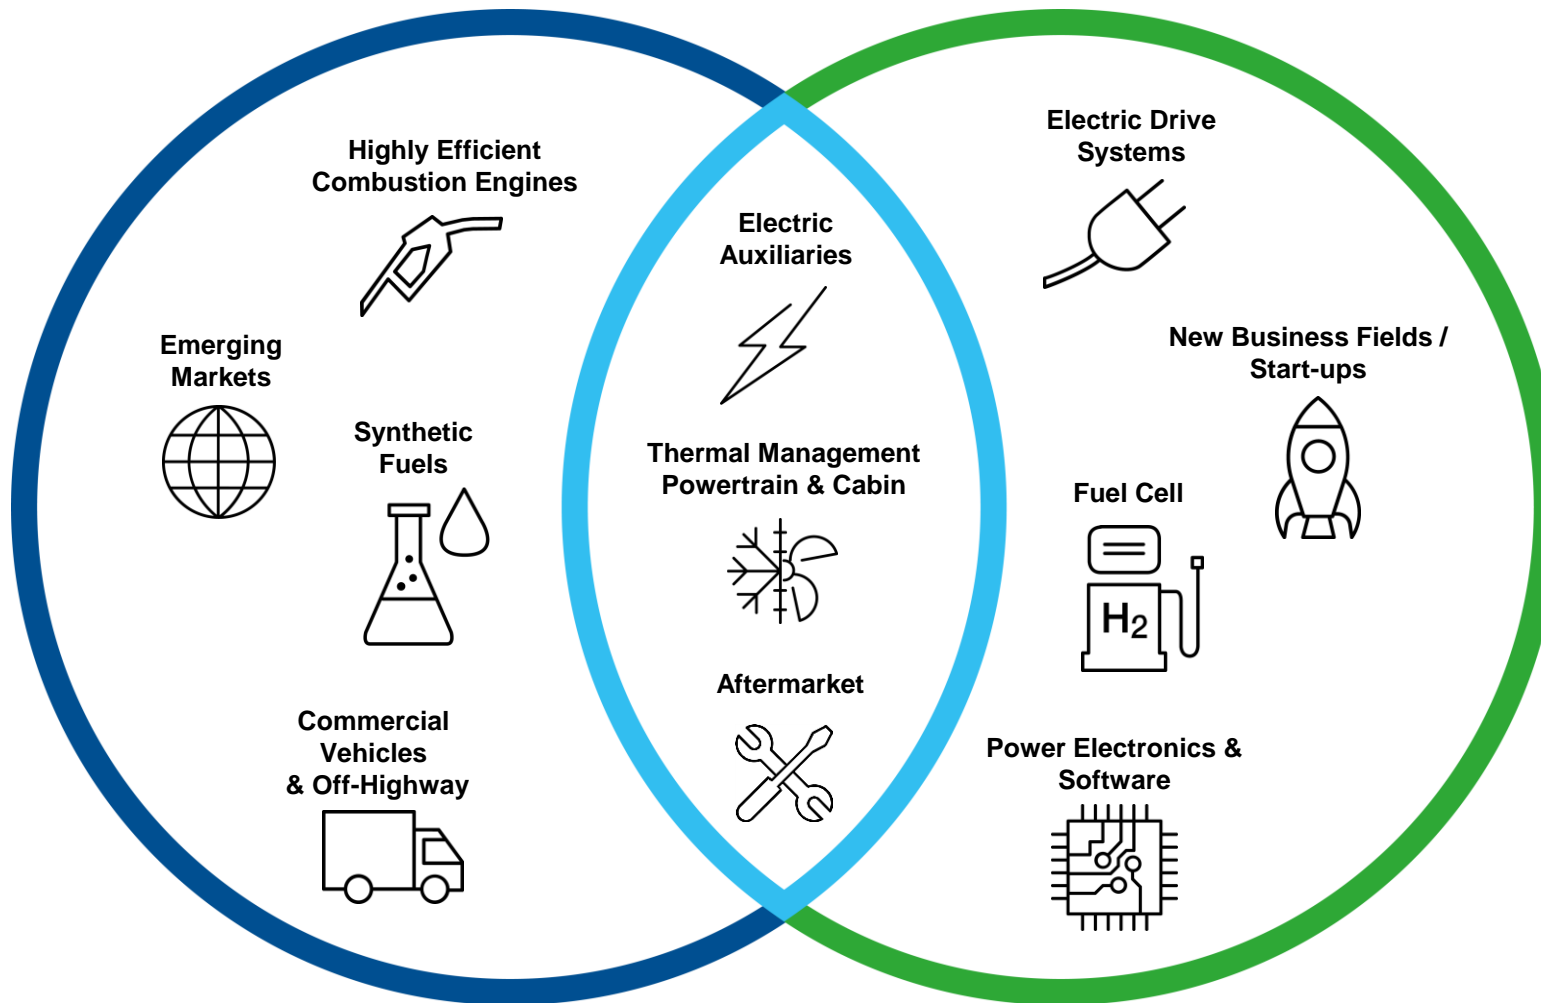 Highly Efficient
Combustion Engines
Emerging
Markets
Synthetic
Fuels
Commercial
Vehicles
& Off-Highway
Electric
Auxiliaries
Thermal Management
Powertrain & Cabin
Aftermarket
Electric Drive
Systems
New Business Fields /
Start-ups
Fuel Cell
H₂
Power Electronics &
Software